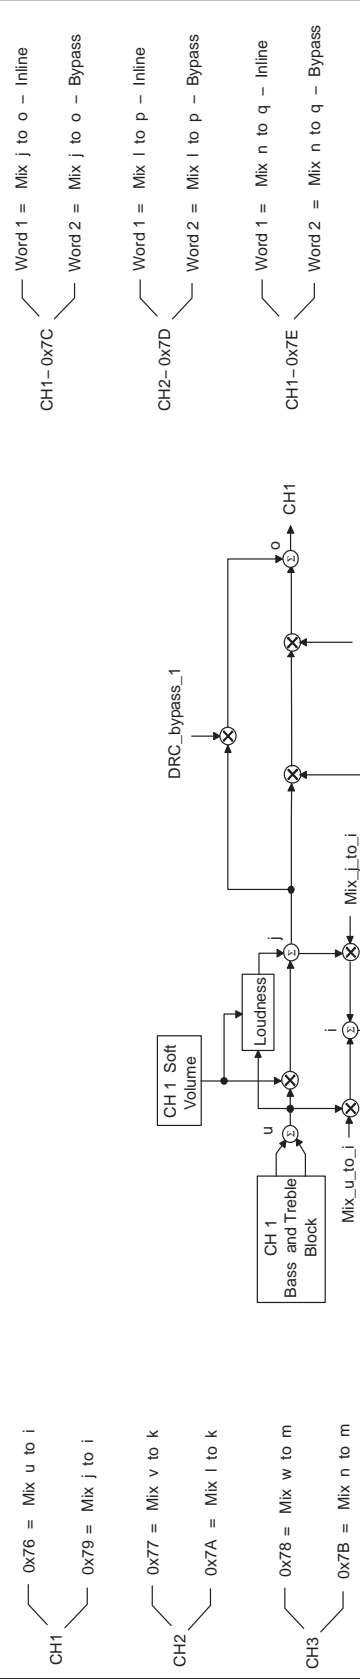 CH1
0x76 = Mix u to i
0x79 = Mix j to i
CH2
0x77 = Mix v to k
0x7A = Mix l to k
CH3
0x78 = Mix w to m
0x7B = Mix n to m
CH 1
Bass and Treble
Block
u
Σ
CH 1 Soft
Volume
Loudness
j
Σ
Mix_u_to_i
i
Σ
Mix_j_to_i
DRC_bypass_1
o
Σ
CH1
CH1– 0x7C
Word 1 = Mix j to o – Inline
Word 2 = Mix j to o – Bypass
CH2– 0x7D
Word 1 = Mix l to p – Inline
Word 2 = Mix l to p – Bypass
CH1– 0x7E
Word 1 = Mix n to q – Inline
Word 2 = Mix n to q – Bypass